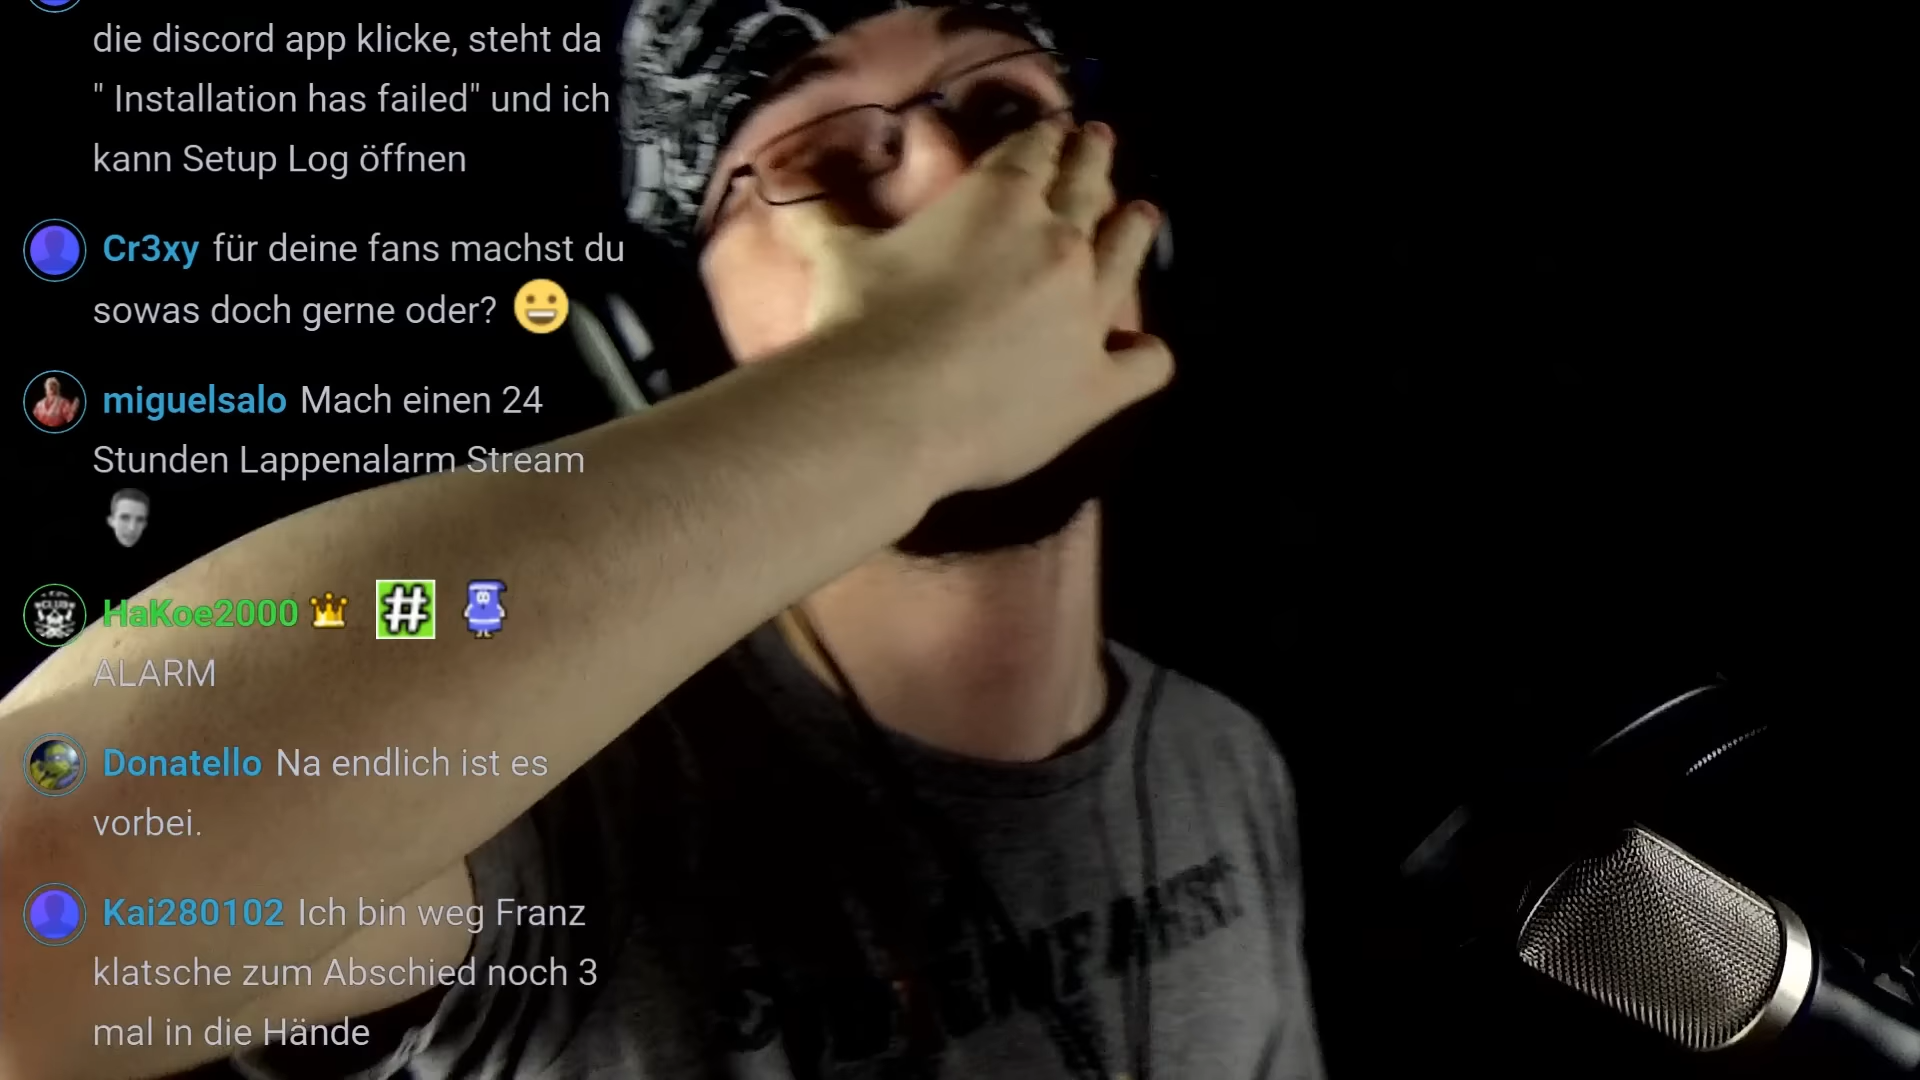 die discord app klicke, steht da
" Installation has failed" und ich
kann Setup Log öffnen
Cr3xy für deine fans machst du
sowas doch gerne oder?
miguelsalo Mach einen 24
Stunden Lappenalarm Stream
HaKoe2000 #
ALARM
Donatello Na endlich ist es
vorbei.
Kai280102 Ich bin weg Franz
klatsche zum Abschied noch 3
mal in die Hände